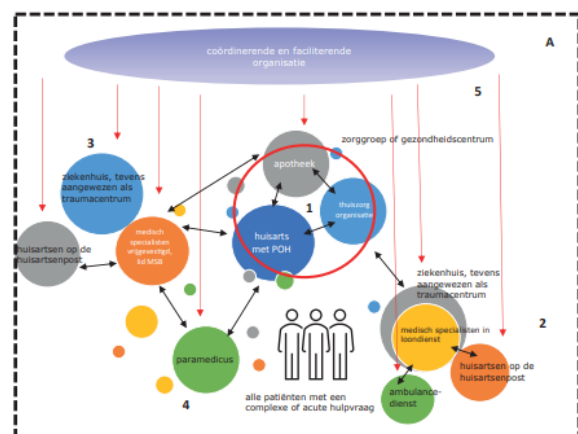 A
coördinerende en faciliterende
organisatie
5
3
zorggroep of gezondheidscentrum
apotheek
ziekenhuis, tevens
aangewezen als
traumacentrum
1
thuiszorg
organisatie
medisch
specialisten
vrijgevestigd,
lid MSB
huisarts
met POH
huisartsen op de
huisartsenpost
ziekenhuis, tevens
aangewezen als
traumacentrum
2
medisch specialisten in
loondienst
paramedicus
huisartsen op de
huisartsenpost
4
alle patiënten met een
complexe of acute hulpvraag
ambulance-
dienst